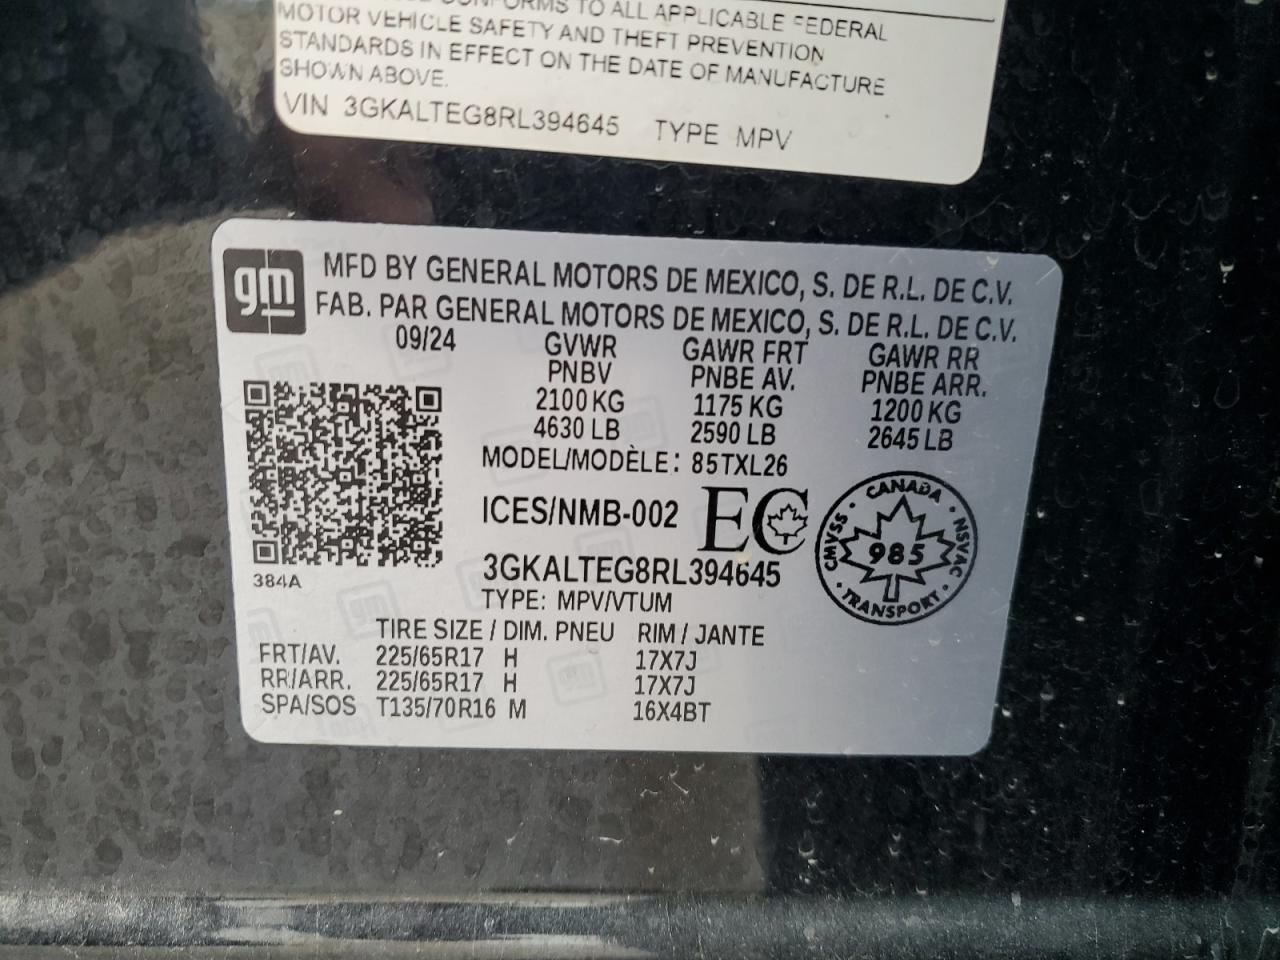 CONFORMS TO ALL APPLICABLE FEDERAL
MOTOR VEHICLE SAFETY AND THEFT PREVENTION
STANDARDS IN EFFECT ON THE DATE OF MANUFACTURE
SHOWN ABOVE.
VIN 3GKALTEG8RL394645 TYPE MPV
gm
MFD BY GENERAL MOTORS DE MEXICO, S. DE R.L. DE C.V.
FAB. PAR GENERAL MOTORS DE MEXICO, S. DE R.L. DE C.V.
09/24 GVWR GAWR FRT GAWR RR
PNBV PNBE AV. PNBE ARR.
2100 KG 1175 KG 1200 KG
4630 LB 2590 LB 2645 LB
MODEL/MODÈLE: 85TXL26
ICES/NMB-002 EC
CANADA
CMVSS 985 NSVAC
TRANSPORT
384A
3GKALTEG8RL394645
TYPE: MPV/VTUM
TIRE SIZE / DIM. PNEU RIM / JANTE
FRT/AV. 225/65R17 H 17X7J
RR/ARR. 225/65R17 H 17X7J
SPA/SOS T135/70R16 M 16X4BT